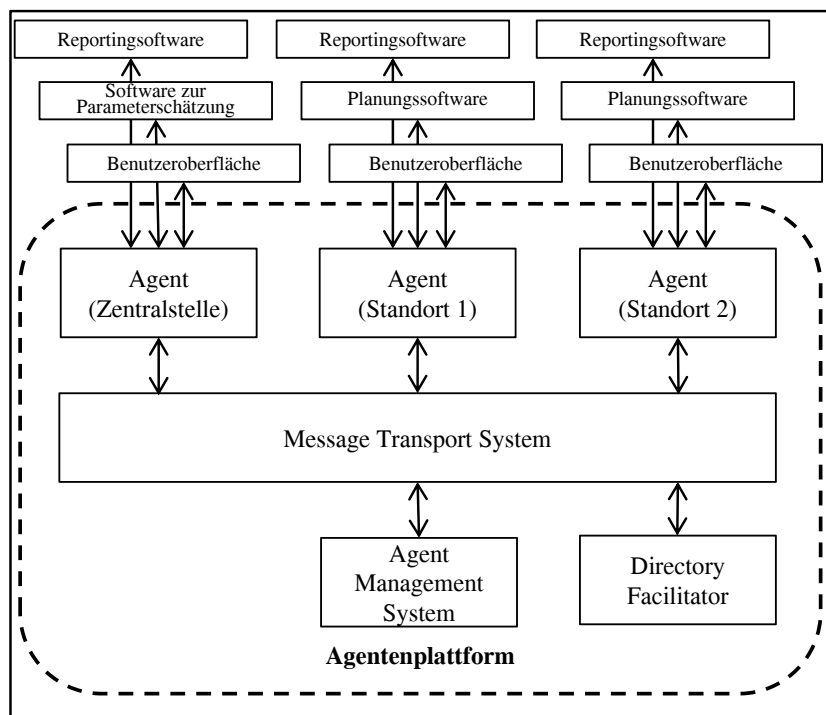 Reportingsoftware
Reportingsoftware
Reportingsoftware
Software zur
Parameterschätzung
Planungssoftware
Planungssoftware
Benutzeroberfläche
Benutzeroberfläche
Benutzeroberfläche
Agent
(Zentralstelle)
Agent
(Standort 1)
Agent
(Standort 2)
Message Transport System
Agent
Management
System
Directory
Facilitator
Agentenplattform